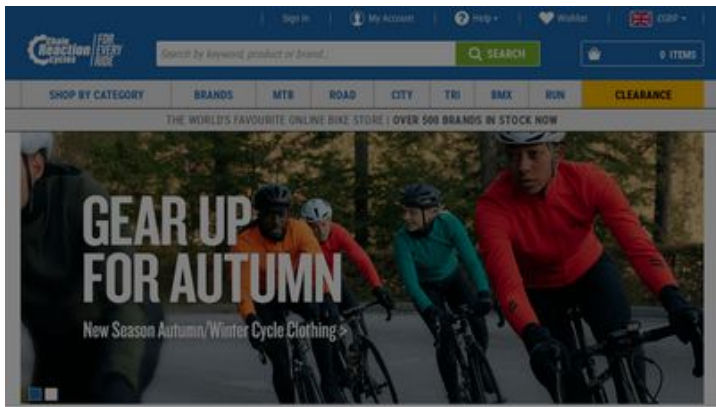 Sign In
My Account
Help
Wishlist
£GBP
Chain Reaction Cycles
FOR EVERY RIDE
Search by keyword, product or brand...
SEARCH
0 ITEMS
SHOP BY CATEGORY
BRANDS
MTB
ROAD
CITY
TRI
BMX
RUN
CLEARANCE
THE WORLD'S FAVOURITE ONLINE BIKE STORE | OVER 500 BRANDS IN STOCK NOW
GEAR UP
FOR AUTUMN
New Season Autumn/Winter Cycle Clothing >